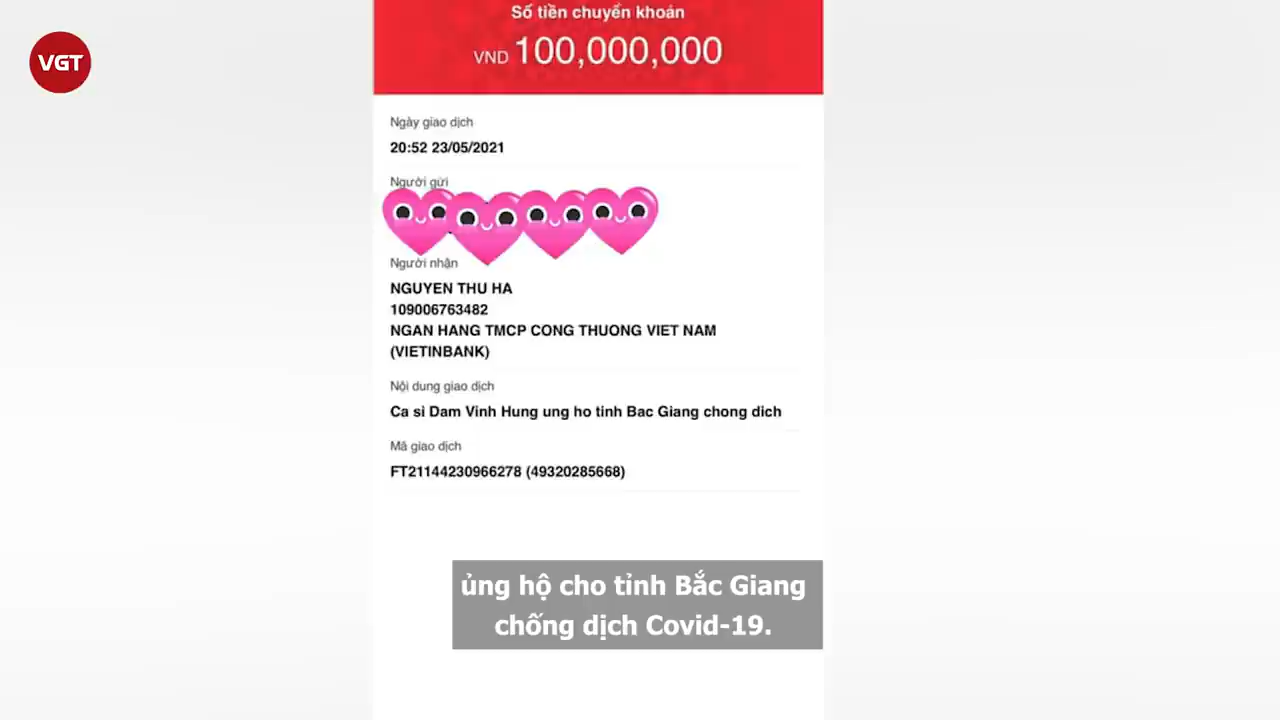 VGT
Số tiền chuyển khoản
VND 100,000,000
Ngày giao dịch
20:52 23/05/2021
Người gửi
Người nhận
NGUYEN THU HA
109006763482
NGAN HANG TMCP CONG THUONG VIET NAM
(VIETINBANK)
Nội dung giao dịch
Ca si Dam Vinh Hung ung ho tinh Bac Giang chong dich
Mã giao dịch
FT21144230966278 (49320285668)
ủng hộ cho tỉnh Bắc Giang
chống dịch Covid-19.